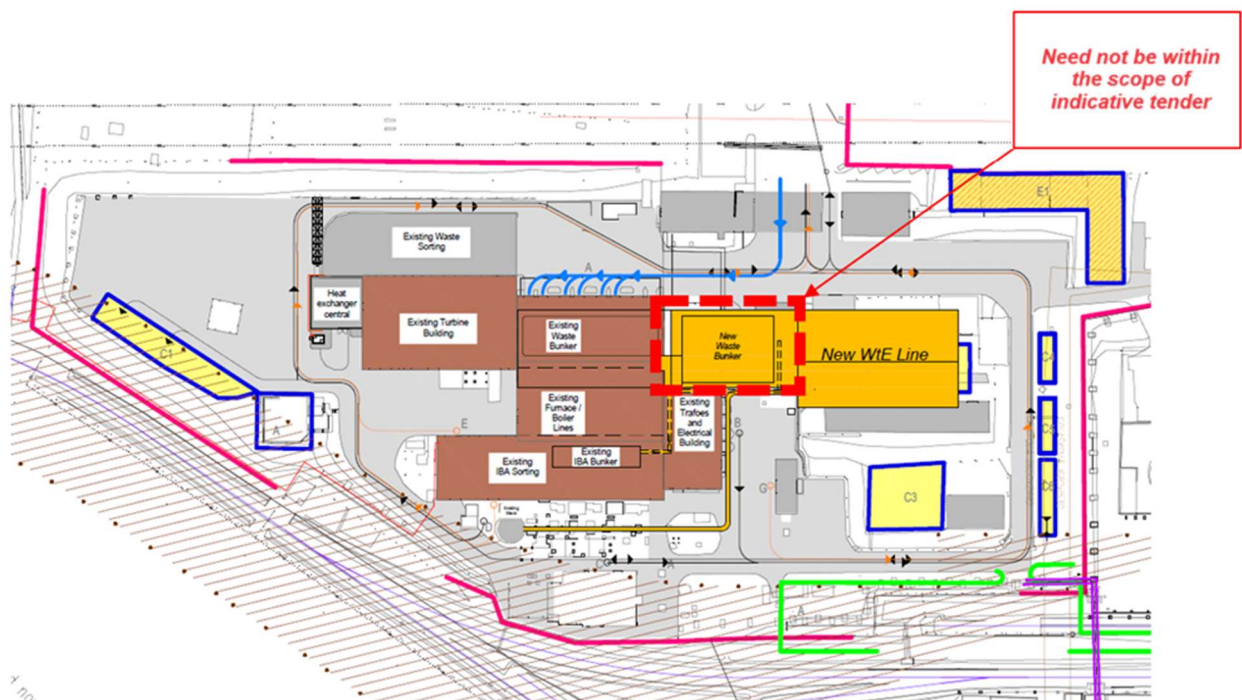 Need not be within
the scope of
indicative tender
E1
Existing Waste
Sorting
A
Heat
exchanger
central
Existing Turbine
Building
Existing
Waste
Bunker
New
Waste
Bunker
New WtE Line
C1
A
Existing
Furnace /
Boiler
Lines
Existing
Trafoes
and
Electrical
Building
E
B
Existing
IBA Sorting
Existing
IBA Bunker
G
C3
I
D
C
A
A